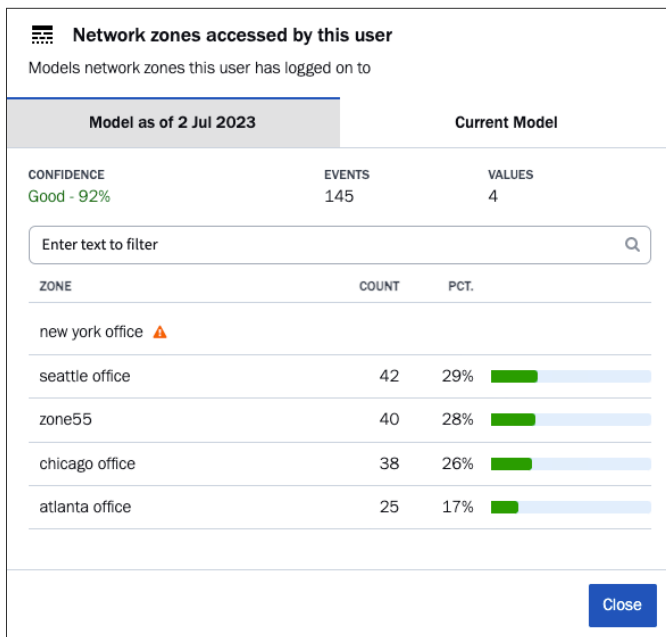 Network zones accessed by this user
Models network zones this user has logged on to
Model as of 2 Jul 2023 Current Model
CONFIDENCE EVENTS VALUES
Good - 92% 145 4
Enter text to filter
ZONE COUNT PCT.
new york office
seattle office 42 29%
zone55 40 28%
chicago office 38 26%
atlanta office 25 17%
Close